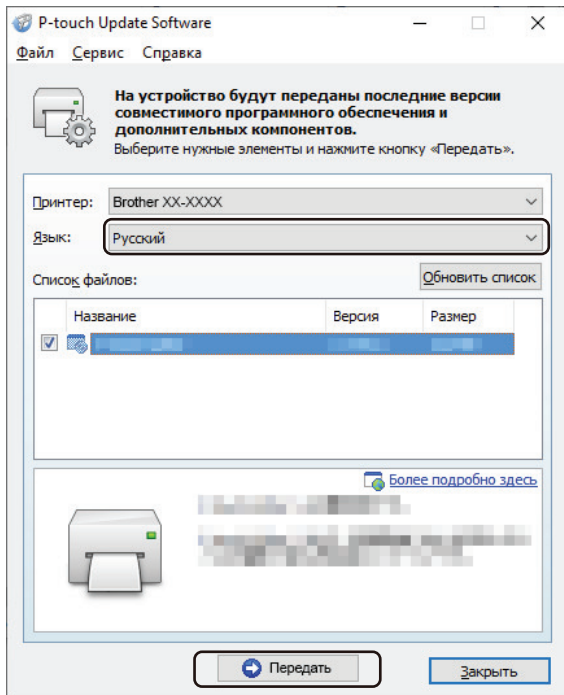 P-touch Update Software
Файл Сервис Справка
На устройство будут переданы последние версии
совместимого программного обеспечения и
дополнительных компонентов.
Выберите нужные элементы и нажмите кнопку «Передать».
Принтер: Brother XX-XXXX
Язык: Русский
Список файлов: Обновить список
Название Версия Размер
Более подробно здесь
Передать
Закрыть